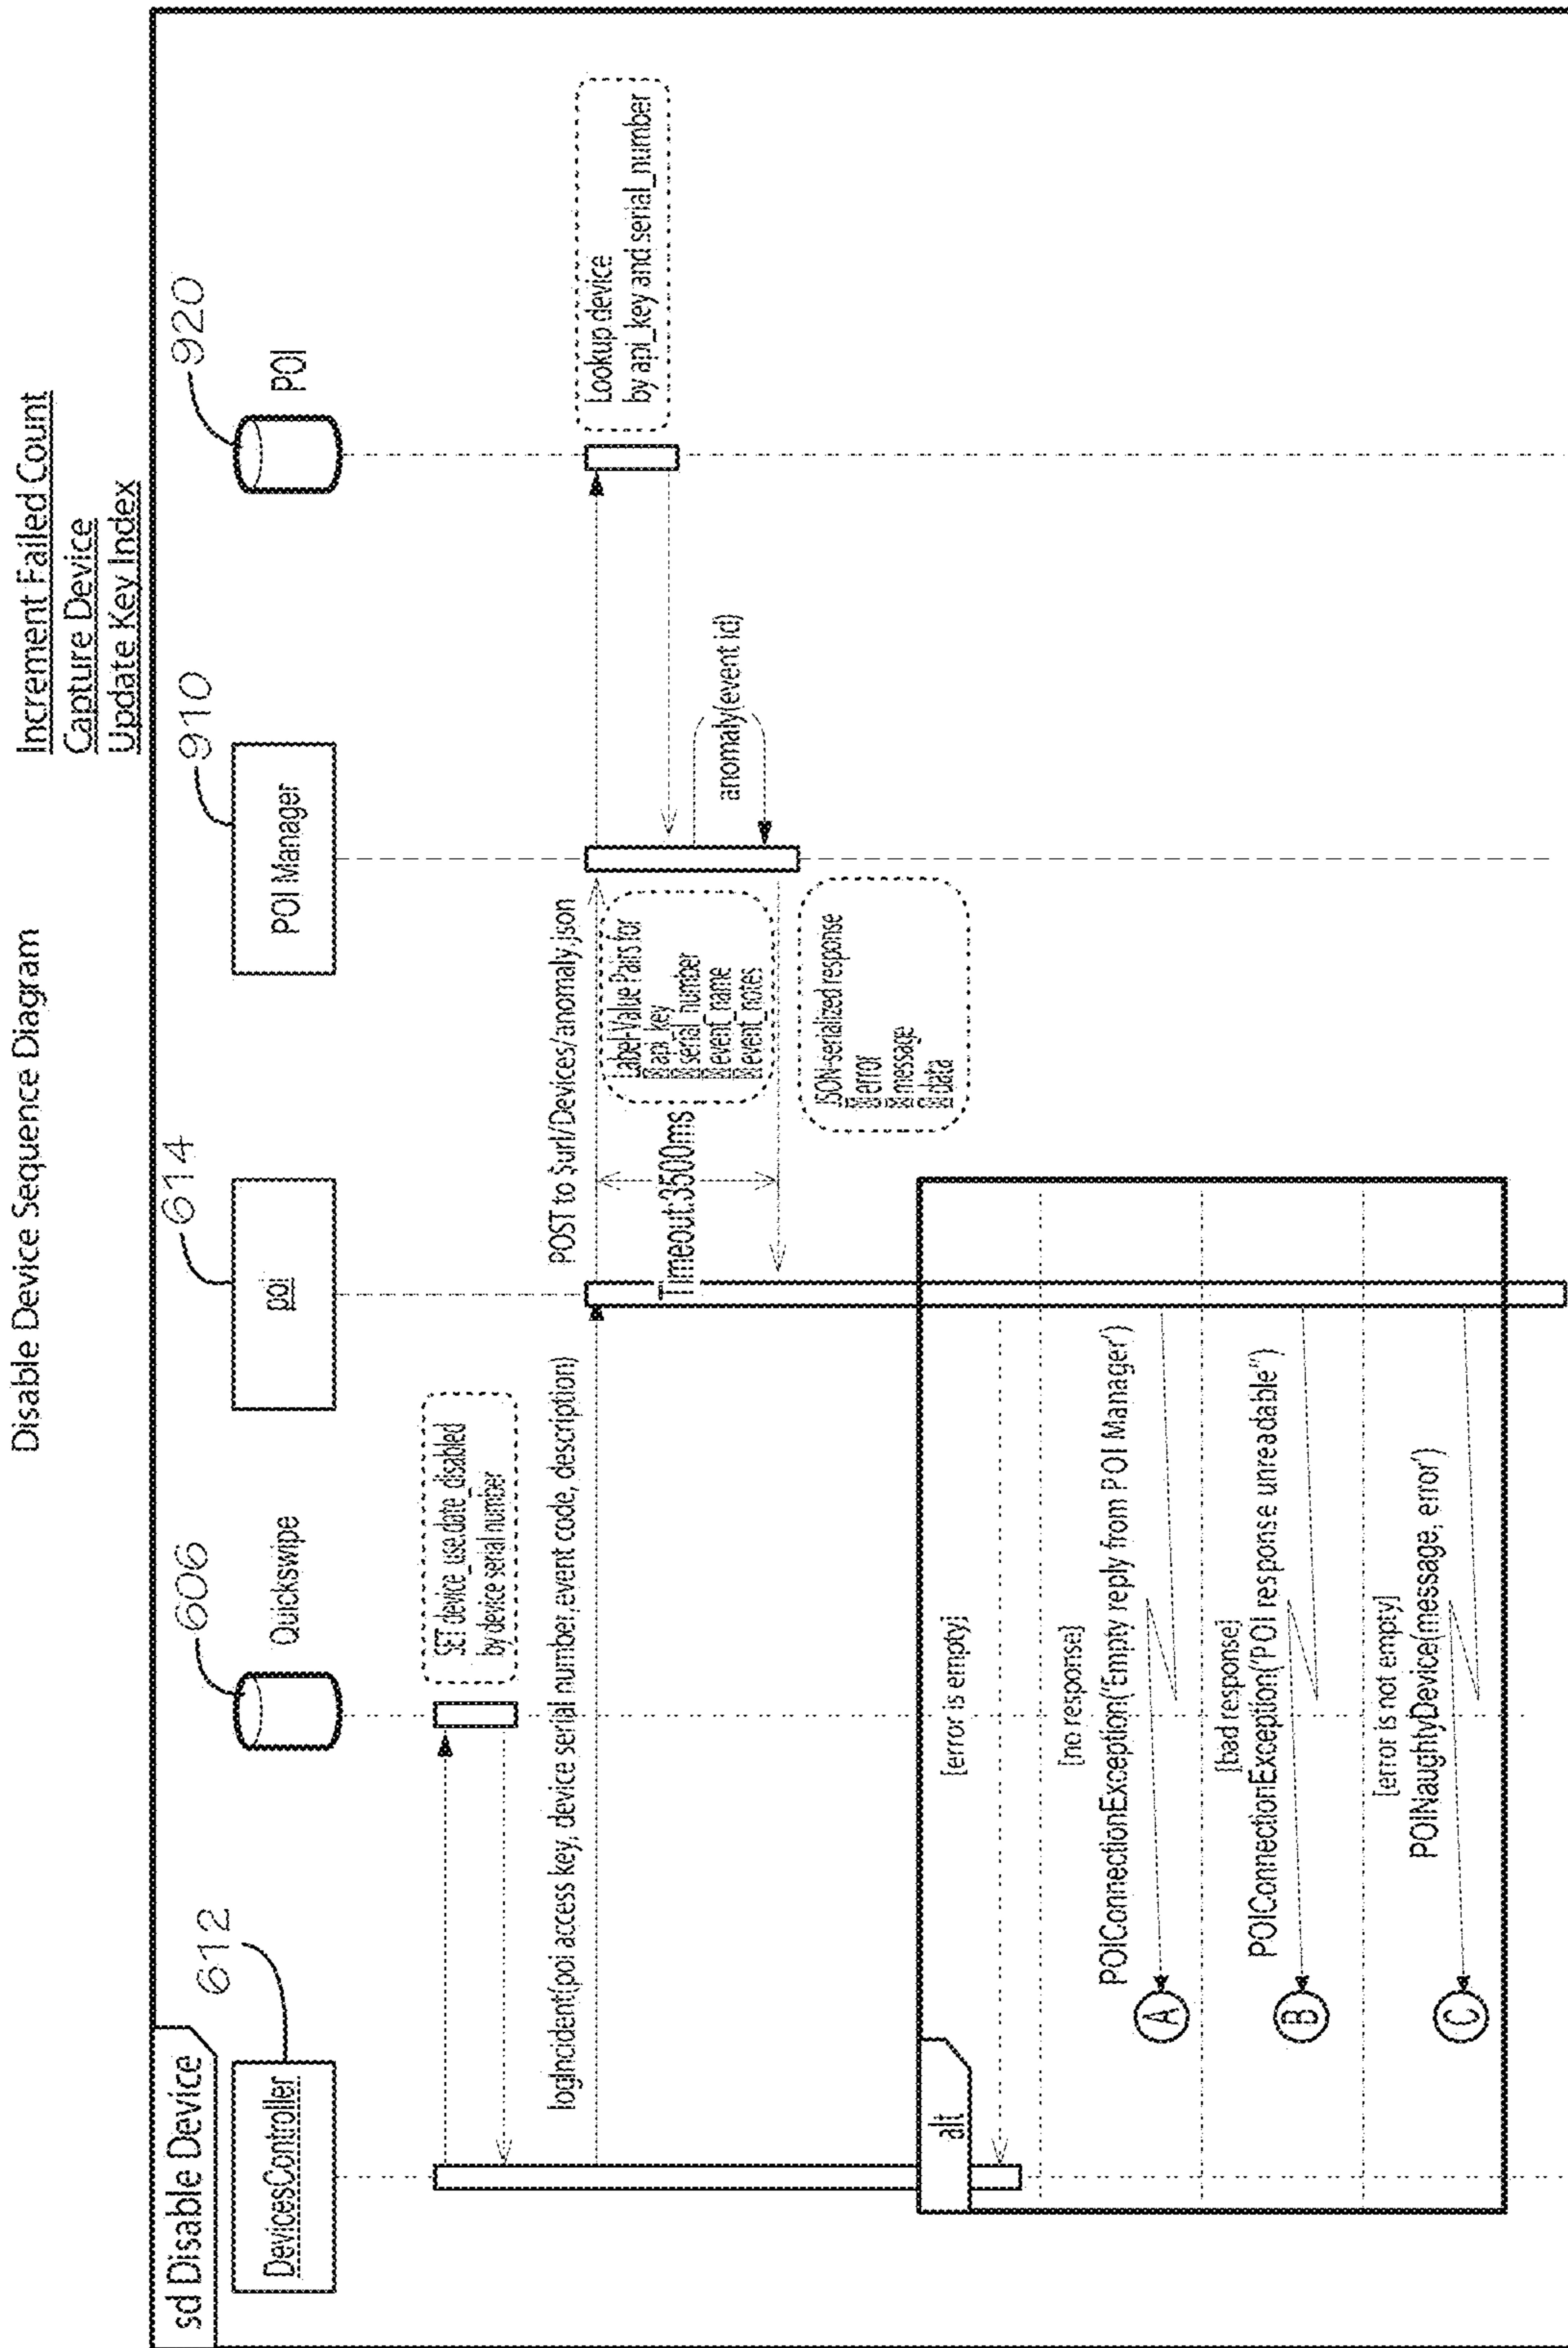 Disable Device Sequence Diagram
Increment Failed Count
Capture Device
Update Key Index
sd Disable Device
612
606
614
910
920
DevicesController
Quickswipe
poi
POI Manager
POI
SET device_use.date_disabled
by device serial number
logIncident(poi access key, device serial number, event code, description)
POST to $url/Devices/anomaly.json
Lookup device
by api_key and serial_number
Label-Value Pairs for
api_key
serial_number
event_name
event_notes
Timeout:3500ms
anomaly(event id)
JSON-serialized response
error
message
data
alt
[error is empty]
[no response]
POIConnectionException('Empty reply from POI Manager')
A
[bad response]
POIConnectionException('POI response unreadable")
B
[error is not empty]
POINaughtyDevice(message, error')
C